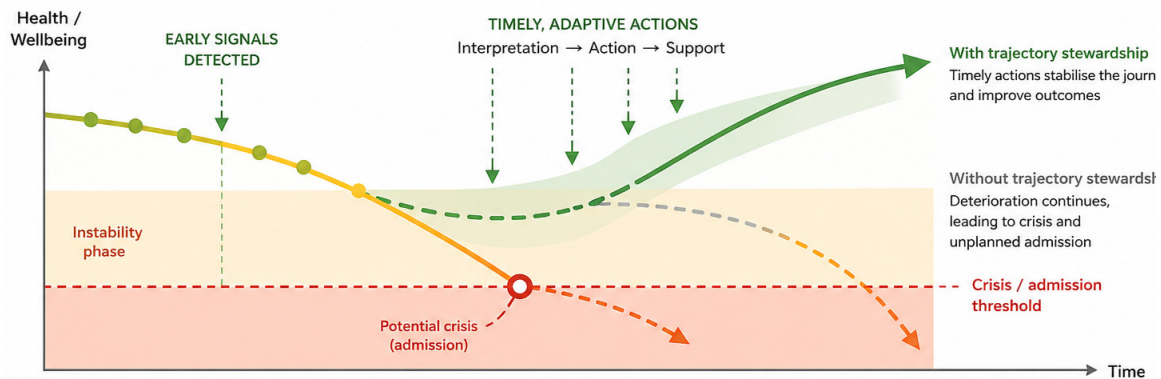 Health /
Wellbeing
EARLY SIGNALS
DETECTED
TIMELY, ADAPTIVE ACTIONS
Interpretation → Action → Support
With trajectory stewardship
Timely actions stabilise the journ
and improve outcomes
Without trajectory stewardsh
Deterioration continues,
leading to crisis and
unplanned admission
Instability
phase
Crisis / admission
threshold
Potential crisis
(admission)
Time